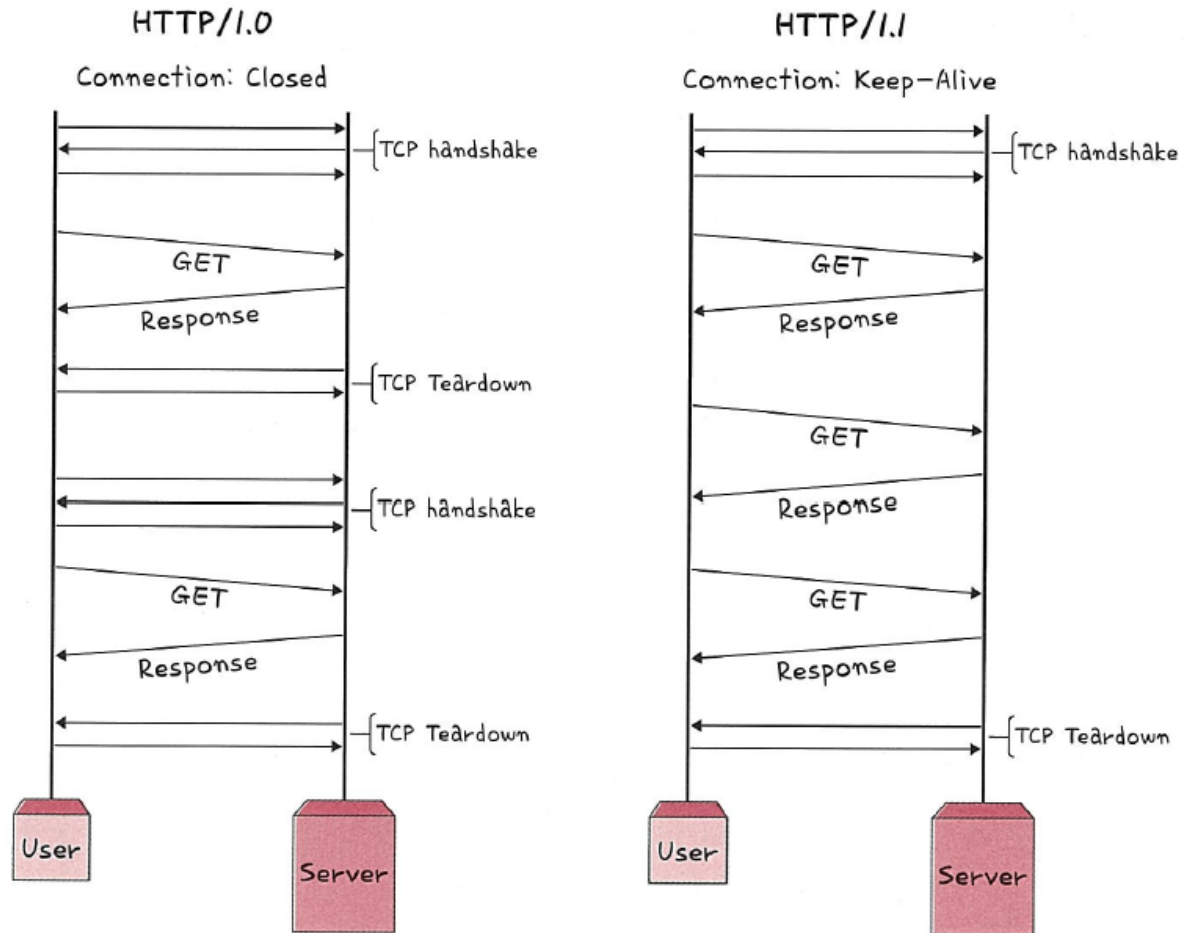 HTTP/1.0
Connection: Closed
TCP handshake
GET
Response
TCP Teardown
TCP handshake
GET
Response
TCP Teardown
User
Server
HTTP/1.1
Connection: Keep-Alive
TCP handshake
GET
Response
GET
Response
GET
Response
TCP Teardown
User
Server